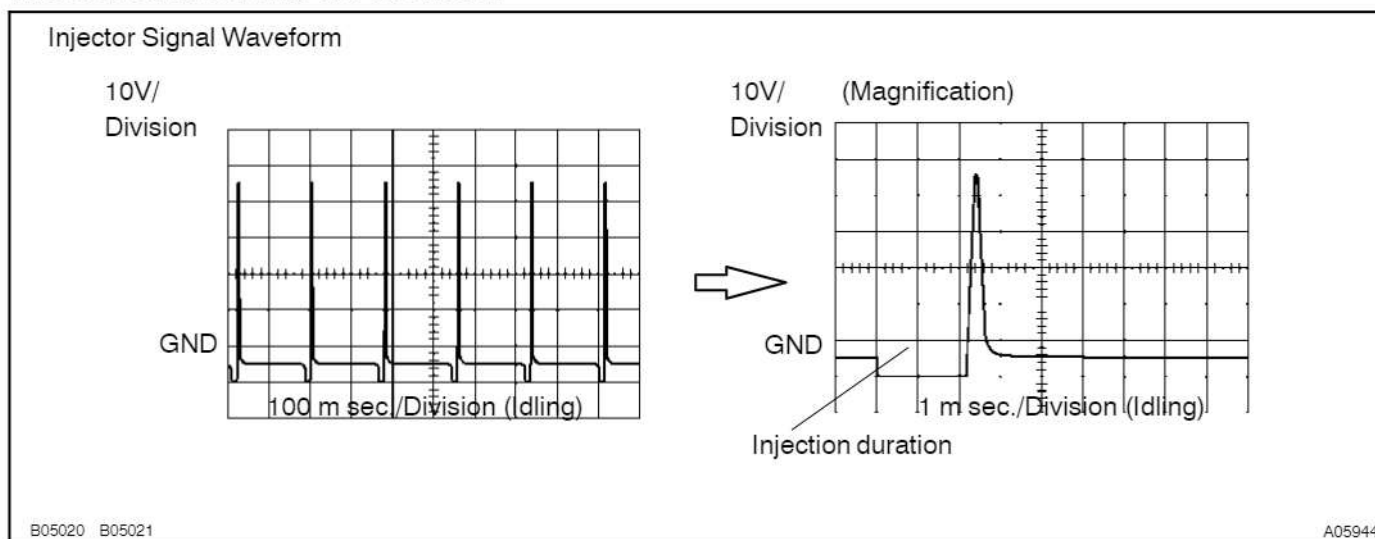 Injector Signal Waveform
10V/
Division
GND
100 m sec./Division (Idling)
10V/ (Magnification)
Division
GND
1 m sec./Division (Idling)
Injection duration
B05020 B05021
A05944